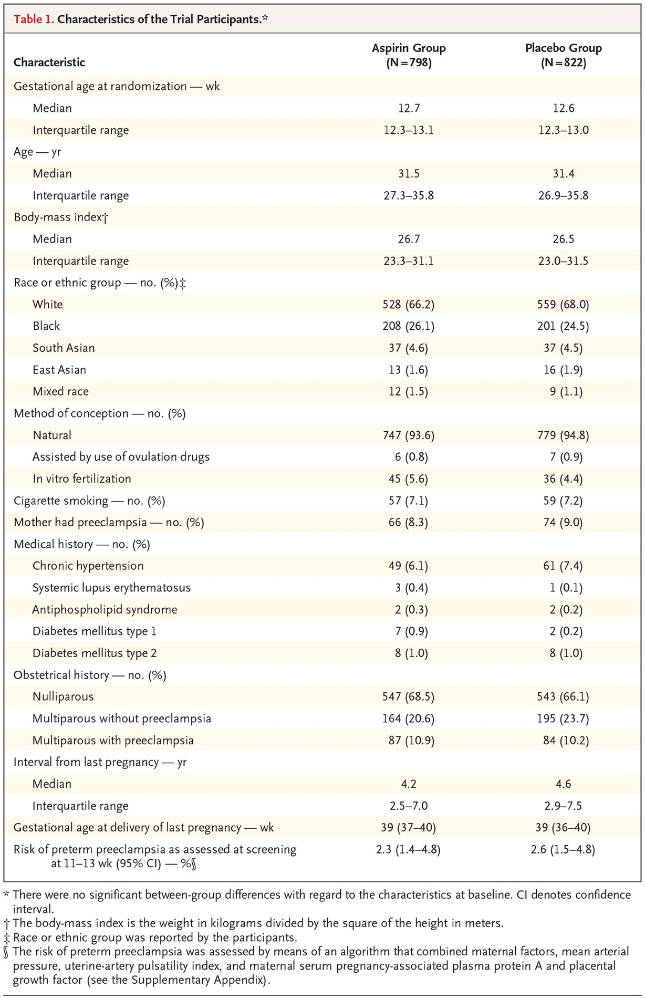 Table 1. Characteristics of the Trial Participants.*
Characteristic Aspirin Group (N=798) Placebo Group (N=822)
Gestational age at randomization — wk
Median 12.7 12.6
Interquartile range 12.3–13.1 12.3–13.0
Age — yr
Median 31.5 31.4
Interquartile range 27.3–35.8 26.9–35.8
Body-mass index†
Median 26.7 26.5
Interquartile range 23.3–31.1 23.0–31.5
Race or ethnic group — no. (%)‡
White 528 (66.2) 559 (68.0)
Black 208 (26.1) 201 (24.5)
South Asian 37 (4.6) 37 (4.5)
East Asian 13 (1.6) 16 (1.9)
Mixed race 12 (1.5) 9 (1.1)
Method of conception — no. (%)
Natural 747 (93.6) 779 (94.8)
Assisted by use of ovulation drugs 6 (0.8) 7 (0.9)
In vitro fertilization 45 (5.6) 36 (4.4)
Cigarette smoking — no. (%) 57 (7.1) 59 (7.2)
Mother had preeclampsia — no. (%) 66 (8.3) 74 (9.0)
Medical history — no. (%)
Chronic hypertension 49 (6.1) 61 (7.4)
Systemic lupus erythematosus 3 (0.4) 1 (0.1)
Antiphospholipid syndrome 2 (0.3) 2 (0.2)
Diabetes mellitus type 1 7 (0.9) 2 (0.2)
Diabetes mellitus type 2 8 (1.0) 8 (1.0)
Obstetrical history — no. (%)
Nulliparous 547 (68.5) 543 (66.1)
Multiparous without preeclampsia 164 (20.6) 195 (23.7)
Multiparous with preeclampsia 87 (10.9) 84 (10.2)
Interval from last pregnancy — yr
Median 4.2 4.6
Interquartile range 2.5–7.0 2.9–7.5
Gestational age at delivery of last pregnancy — wk 39 (37–40) 39 (36–40)
Risk of preterm preeclampsia as assessed at screening 2.3 (1.4–4.8) 2.6 (1.5–4.8)
at 11–13 wk (95% CI) — %§
* There were no significant between-group differences with regard to the characteristics at baseline. CI denotes confidence
interval.
† The body-mass index is the weight in kilograms divided by the square of the height in meters.
‡ Race or ethnic group was reported by the participants.
§ The risk of preterm preeclampsia was assessed by means of an algorithm that combined maternal factors, mean arterial
pressure, uterine-artery pulsatility index, and maternal serum pregnancy-associated plasma protein A and placental
growth factor (see the Supplementary Appendix).